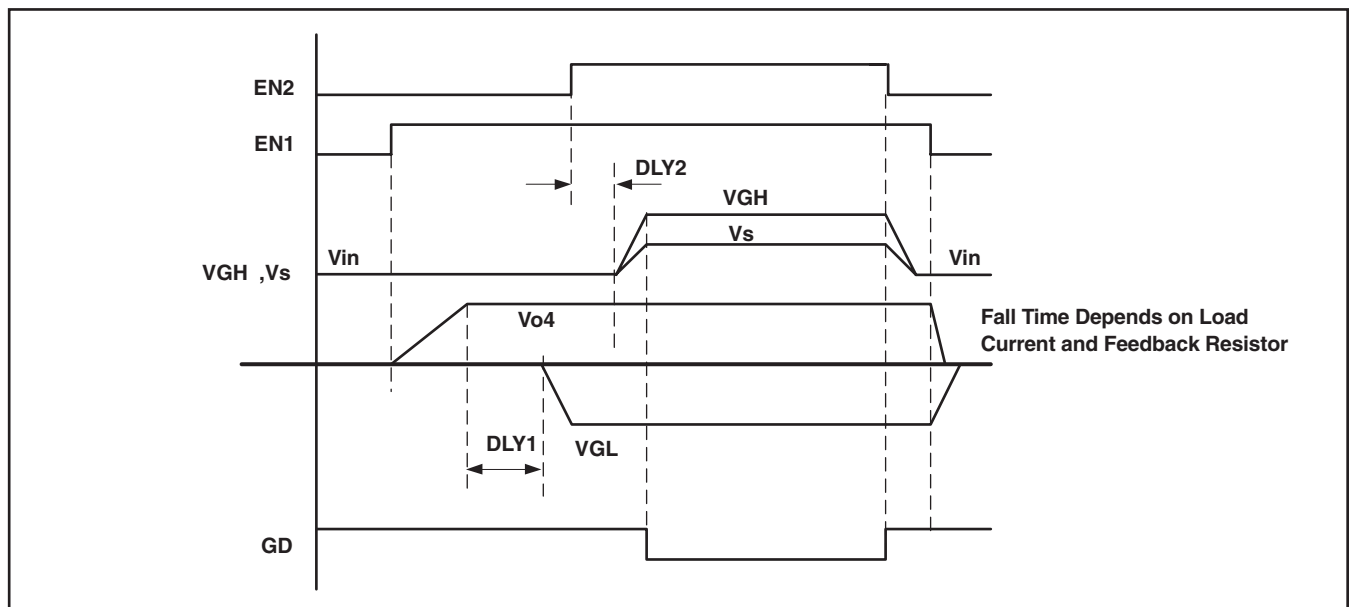 EN2
EN1
DLY2
VGH
Vs
Vin
Vin
VGH ,Vs
Vo4
Fall Time Depends on Load
Current and Feedback Resistor
DLY1
VGL
GD